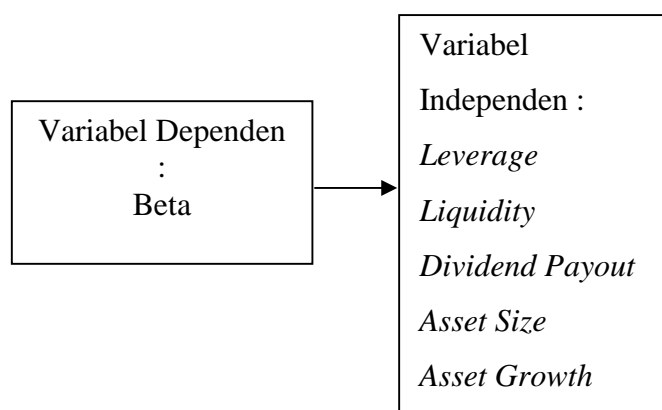 Variabel Dependen
:
Beta
Variabel
Independen :
Leverage
Liquidity
Dividend Payout
Asset Size
Asset Growth